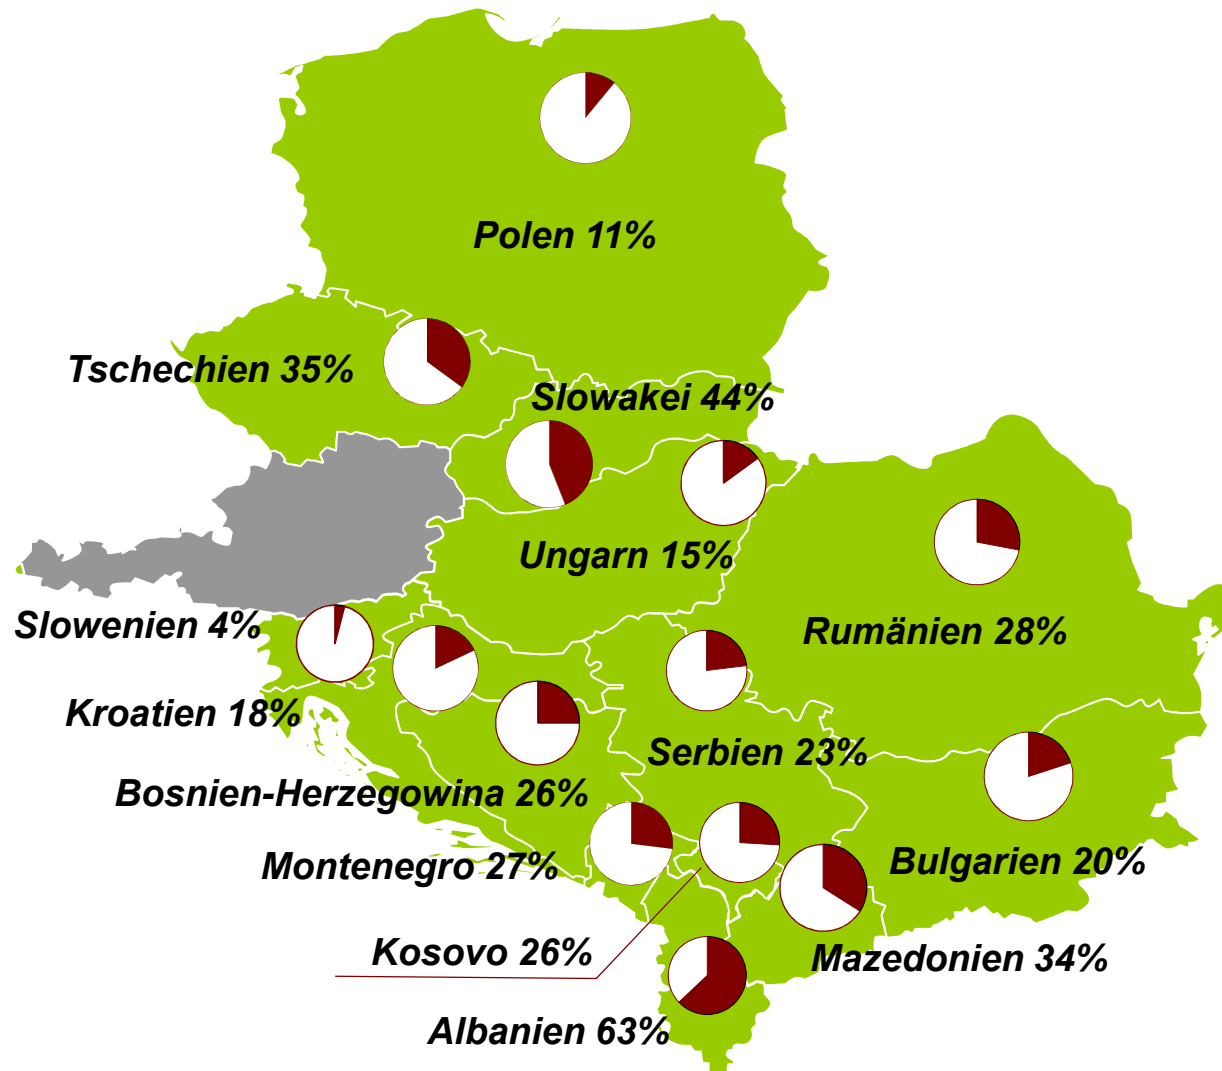 Polen 11%
Tschechien 35%
Slowakei 44%
Ungarn 15%
Slowenien 4%
Rumänien 28%
Kroatien 18%
Serbien 23%
Bosnien-Herzegowina 26%
Montenegro 27%
Bulgarien 20%
Kosovo 26%
Mazedonien 34%
Albanien 63%